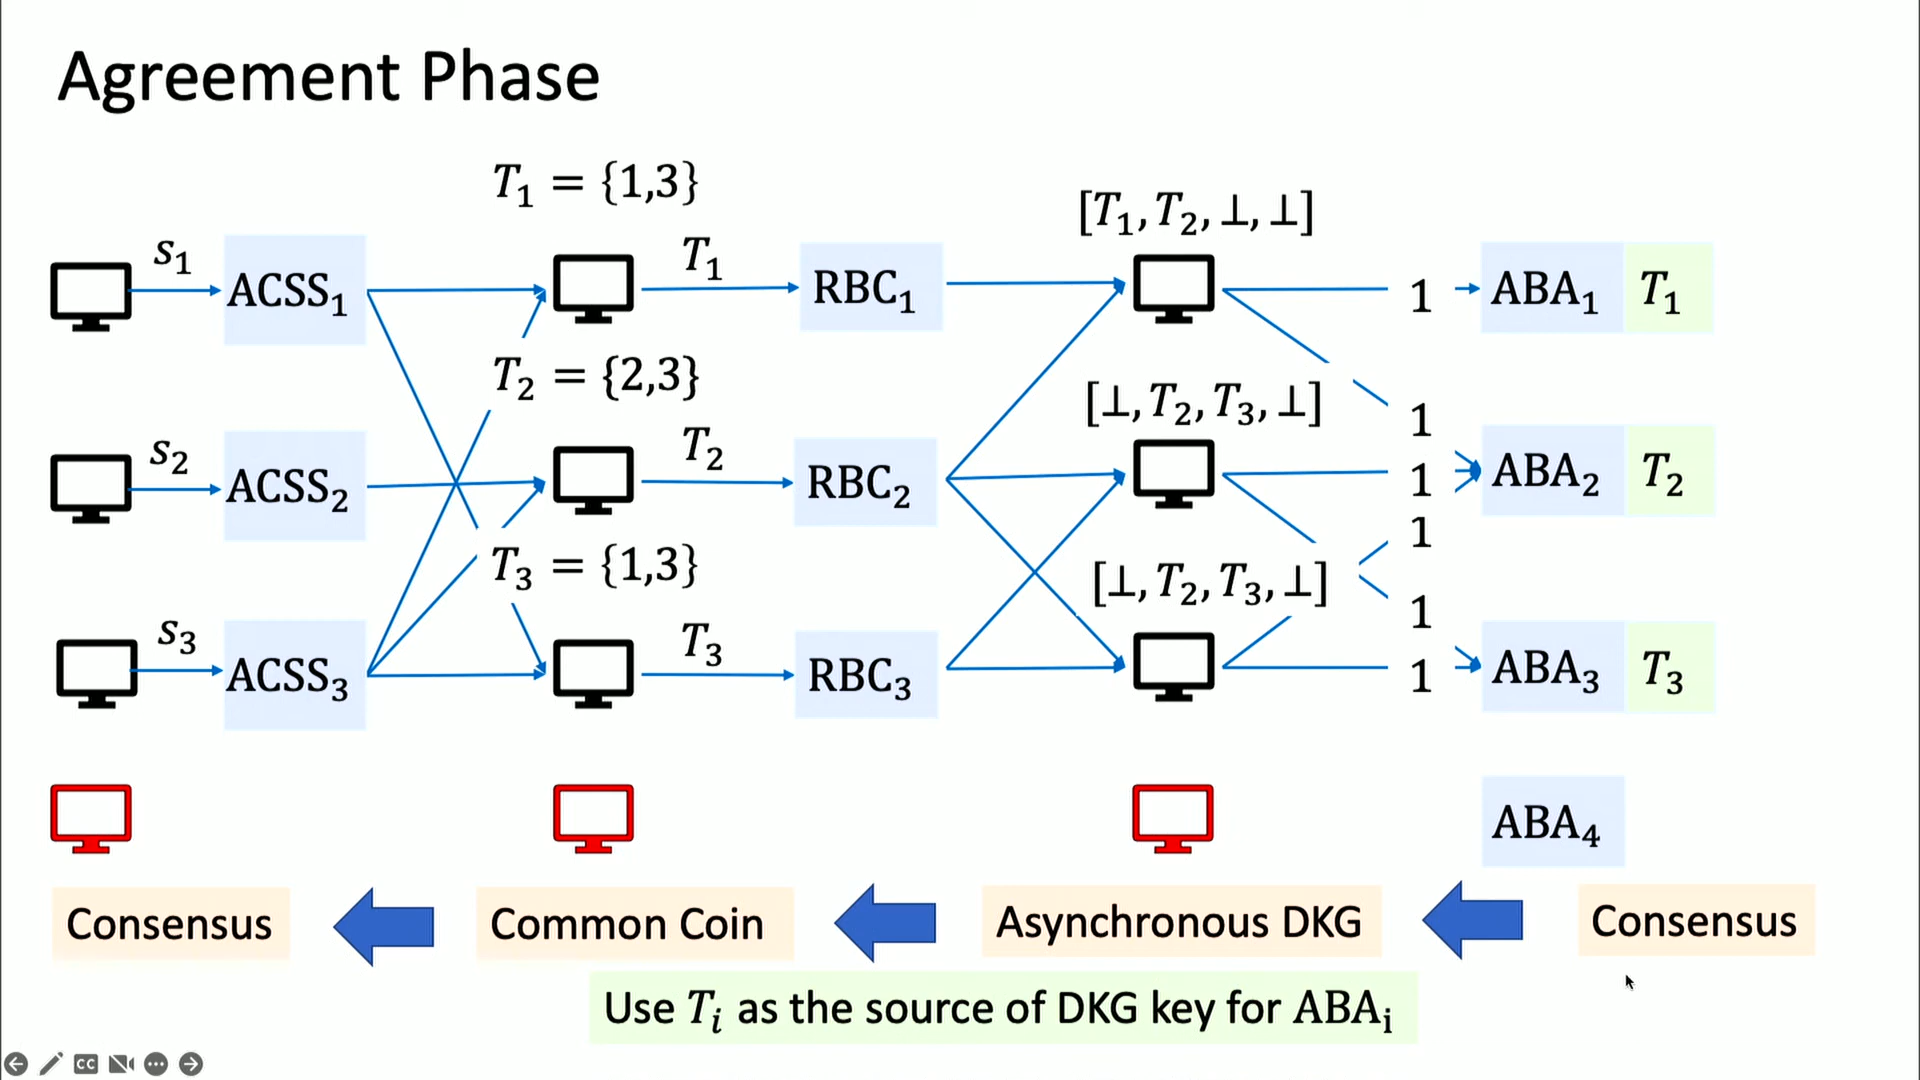 Agreement Phase
T₁ = {1,3}
[T₁, T₂, ⊥, ⊥]
s₁
ACSS₁
T₁
RBC₁
1
ABA₁
T₁
T₂ = {2,3}
[⊥, T₂, T₃, ⊥]
1
s₂
ACSS₂
T₂
RBC₂
1
ABA₂
T₂
1
T₃ = {1,3}
[⊥, T₂, T₃, ⊥]
1
s₃
ACSS₃
T₃
RBC₃
1
ABA₃
T₃
ABA₄
Consensus
Common Coin
Asynchronous DKG
Consensus
Use Tᵢ as the source of DKG key for ABAᵢ
CC